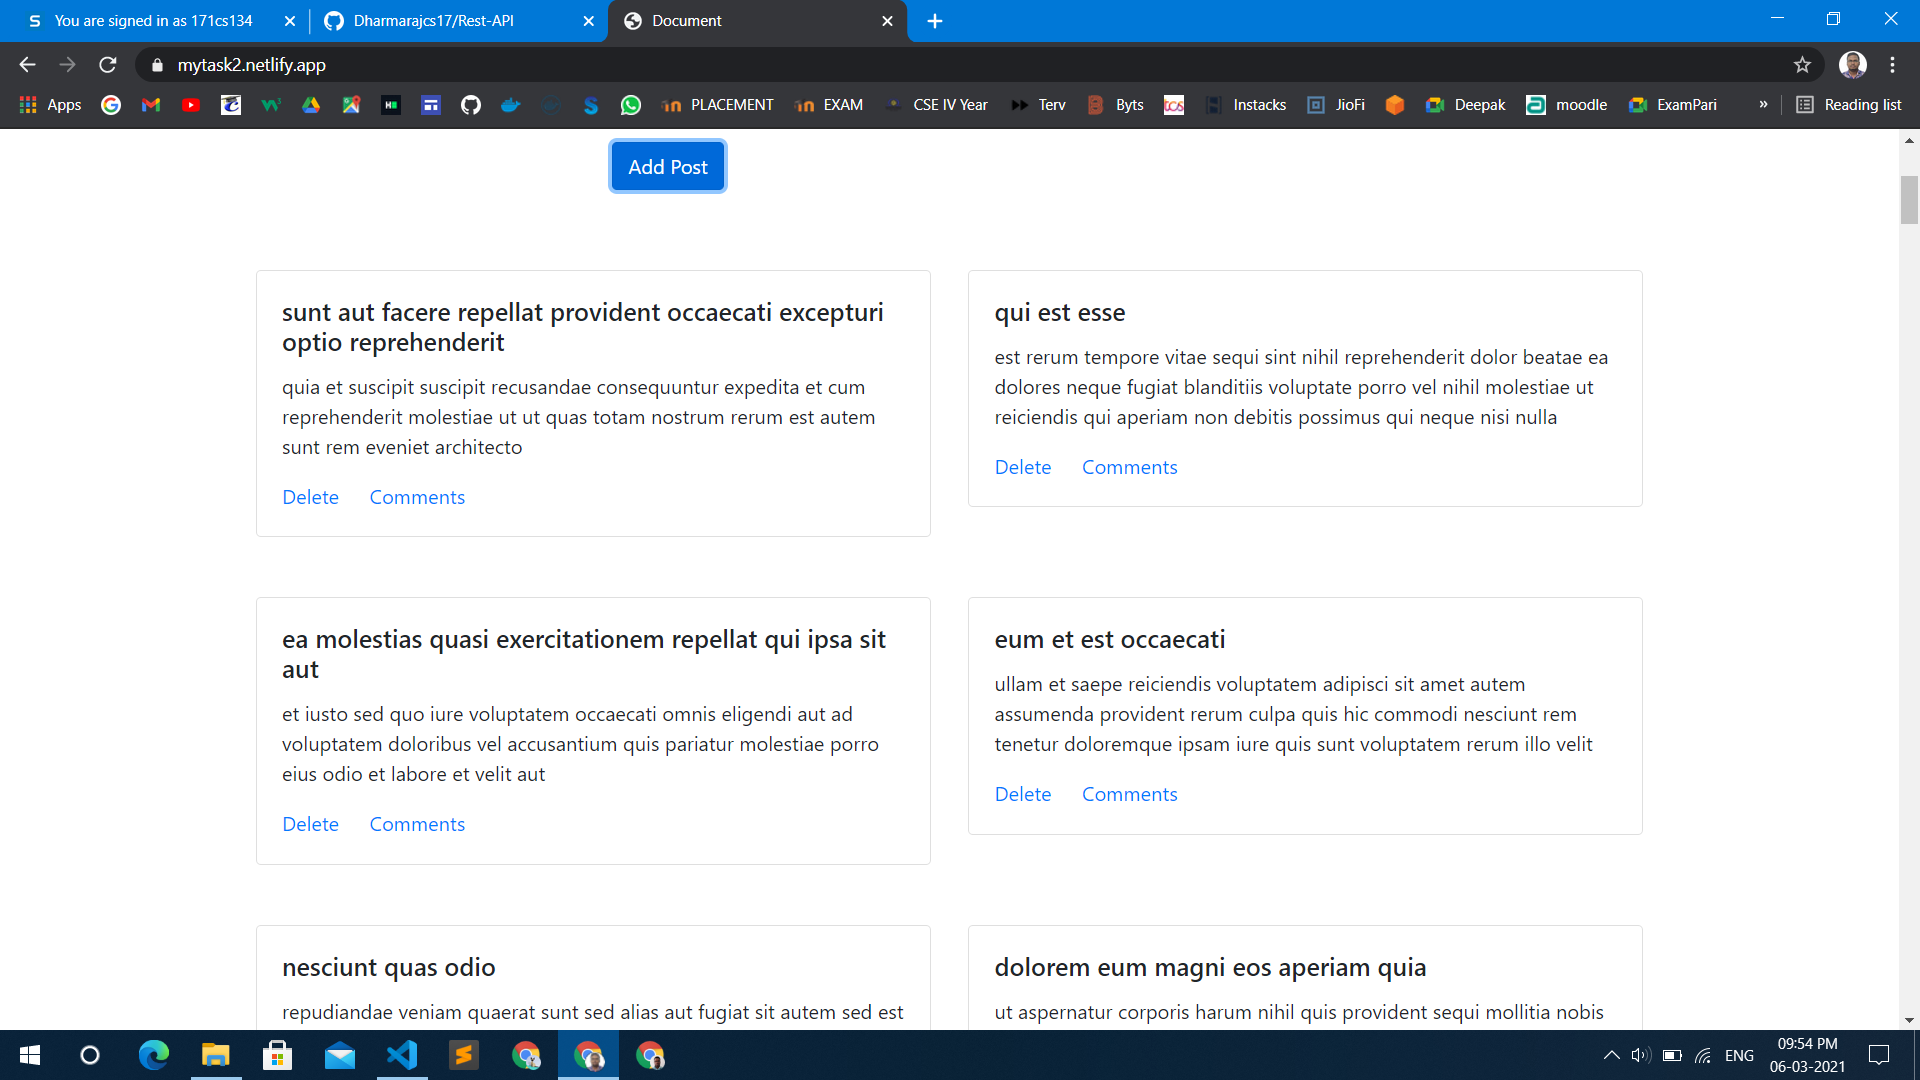 You are signed in as 171cs134
Dharmarajcs17/Rest-API
Document
mytask2.netlify.app
Apps
PLACEMENT
EXAM
CSE IV Year
Terv
Byts
tcs
Instacks
JioFi
Deepak
moodle
ExamPari
»
Reading list
Add Post
sunt aut facere repellat provident occaecati excepturi
optio reprehenderit
quia et suscipit suscipit recusandae consequuntur expedita et cum
reprehenderit molestiae ut ut quas totam nostrum rerum est autem
sunt rem eveniet architecto
Delete Comments
qui est esse
est rerum tempore vitae sequi sint nihil reprehenderit dolor beatae ea
dolores neque fugiat blanditiis voluptate porro vel nihil molestiae ut
reiciendis qui aperiam non debitis possimus qui neque nisi nulla
Delete Comments
ea molestias quasi exercitationem repellat qui ipsa sit
aut
et iusto sed quo iure voluptatem occaecati omnis eligendi aut ad
voluptatem doloribus vel accusantium quis pariatur molestiae porro
eius odio et labore et velit aut
Delete Comments
eum et est occaecati
ullam et saepe reiciendis voluptatem adipisci sit amet autem
assumenda provident rerum culpa quis hic commodi nesciunt rem
tenetur doloremque ipsam iure quis sunt voluptatem rerum illo velit
Delete Comments
nesciunt quas odio
repudiandae veniam quaerat sunt sed alias aut fugiat sit autem sed est
dolorem eum magni eos aperiam quia
ut aspernatur corporis harum nihil quis provident sequi mollitia nobis
ENG
09:54 PM
06-03-2021